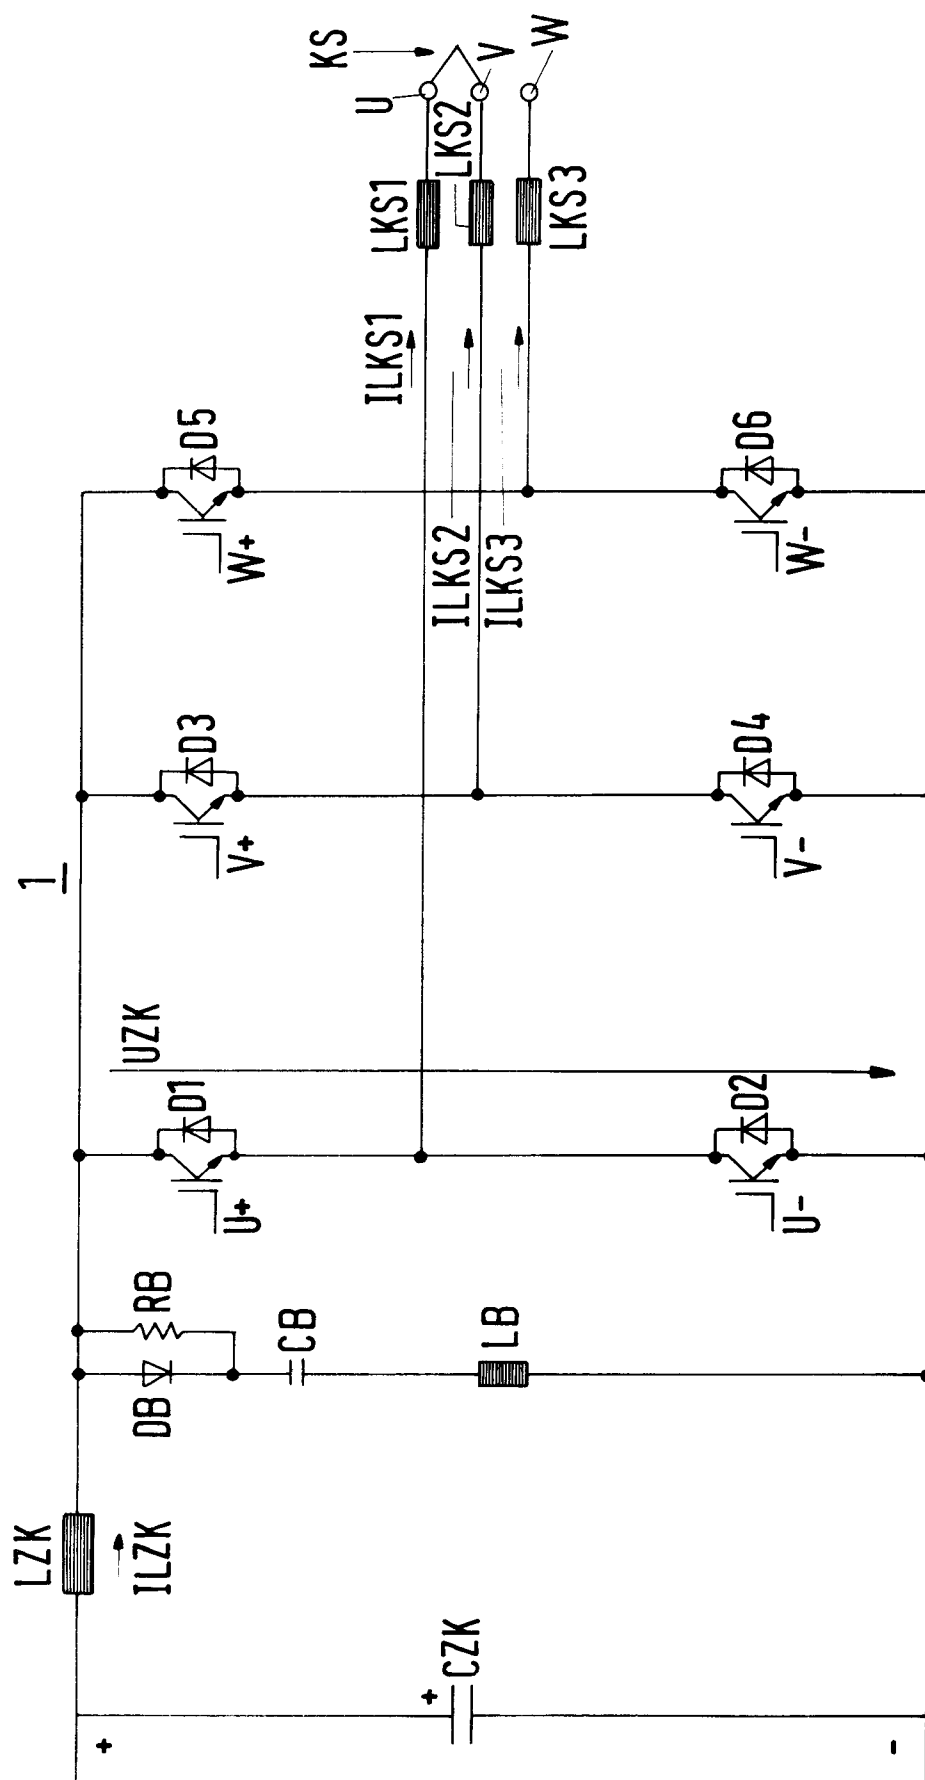 1
LZK
ILZK
+
-
+
CZK
DB
RB
CB
LB
U+
D1
U-
D2
UZK
V+
D3
V-
D4
W+
D5
W-
D6
ILKS1
ILKS2
ILKS3
LKS1
LKS2
LKS3
U
V
W
KS